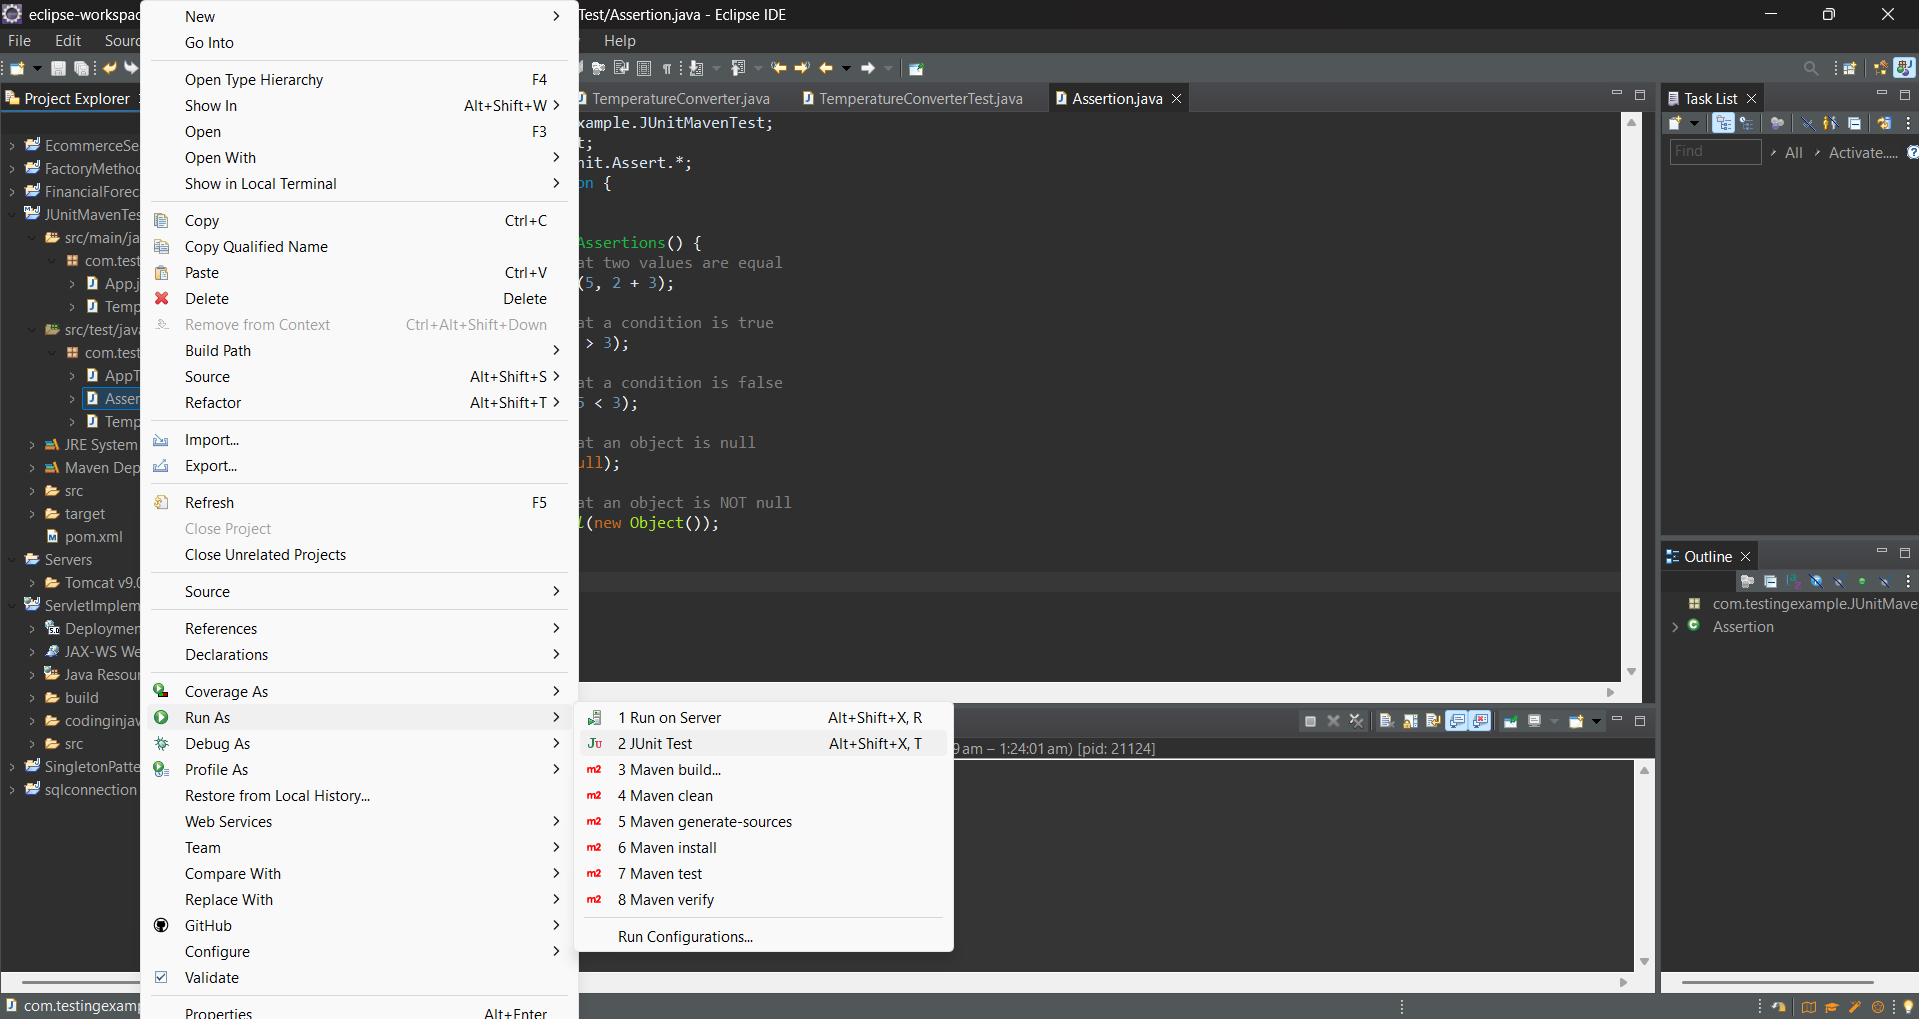 eclipse-workspac
Test/Assertion.java - Eclipse IDE
File Edit Sourc
Help
Project Explorer
EcommerceSe
FactoryMethod
FinancialForec
JUnitMavenTes
src/main/ja
com.test
App.j
Temp
src/test/java
com.test
AppT
Asser
Temp
JRE System
Maven Dep
src
target
pom.xml
Servers
Tomcat v9.0
ServletImplem
Deploymen
JAX-WS We
Java Resour
build
codinginjav
src
SingletonPatte
sqlconnection
com.testingexamp
New
Go Into
Open Type Hierarchy F4
Show In Alt+Shift+W
Open F3
Open With
Show in Local Terminal
Copy Ctrl+C
Copy Qualified Name
Paste Ctrl+V
Delete Delete
Remove from Context Ctrl+Alt+Shift+Down
Build Path
Source Alt+Shift+S
Refactor Alt+Shift+T
Import...
Export...
Refresh F5
Close Project
Close Unrelated Projects
Source
References
Declarations
Coverage As
Run As
Debug As
Profile As
Restore from Local History...
Web Services
Team
Compare With
Replace With
GitHub
Configure
Validate
Properties Alt+Enter
1 Run on Server Alt+Shift+X, R
2 JUnit Test Alt+Shift+X, T
3 Maven build...
4 Maven clean
5 Maven generate-sources
6 Maven install
7 Maven test
8 Maven verify
Run Configurations...
TemperatureConverter.java TemperatureConverterTest.java Assertion.java
xample.JUnitMavenTest;
t;
nit.Assert.*;
on {
Assertions() {
at two values are equal
(5, 2 + 3);
at a condition is true
> 3);
at a condition is false
5 < 3);
at an object is null
ull);
at an object is NOT null
l(new Object());
9 am – 1:24:01 am) [pid: 21124]
Task List
Find All Activate.....
Outline
com.testingexample.JUnitMave
Assertion